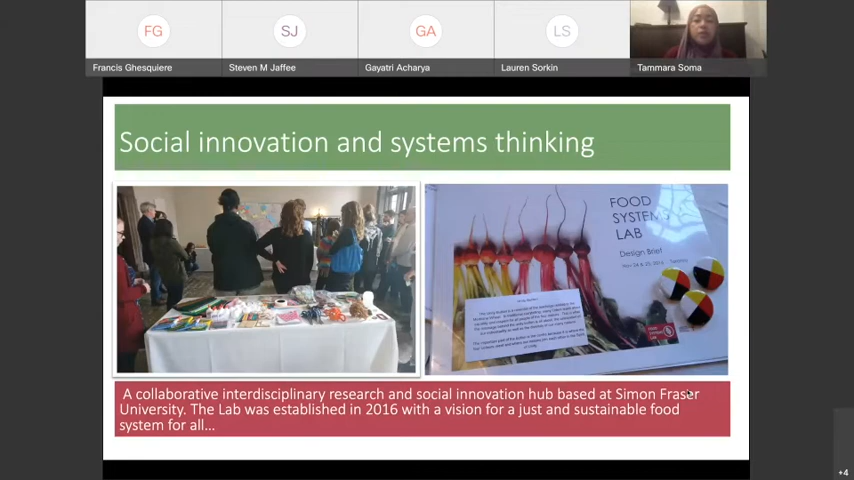 FG
SJ
GA
LS
Francis Ghesquiere
Steven M Jaffee
Gayatri Acharya
Lauren Sorkin
Tammara Soma
Social innovation and systems thinking
FOOD
SYSTEMS
LAB
Design Brief
A collaborative interdisciplinary research and social innovation hub based at Simon Fraser
University. The Lab was established in 2016 with a vision for a just and sustainable food
system for all...
+4